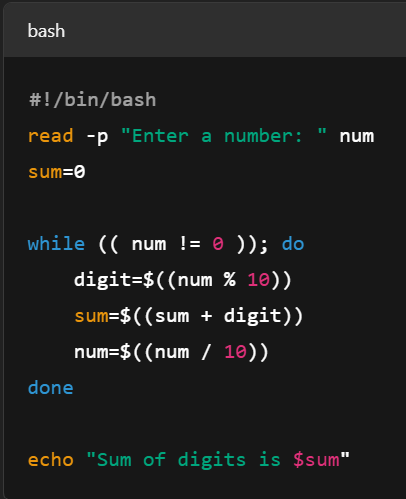 bash
#!/bin/bash
read -p "Enter a number: " num
sum=0
while (( num != 0 )); do
    digit=$((num % 10))
    sum=$((sum + digit))
    num=$((num / 10))
done
echo "Sum of digits is $sum"